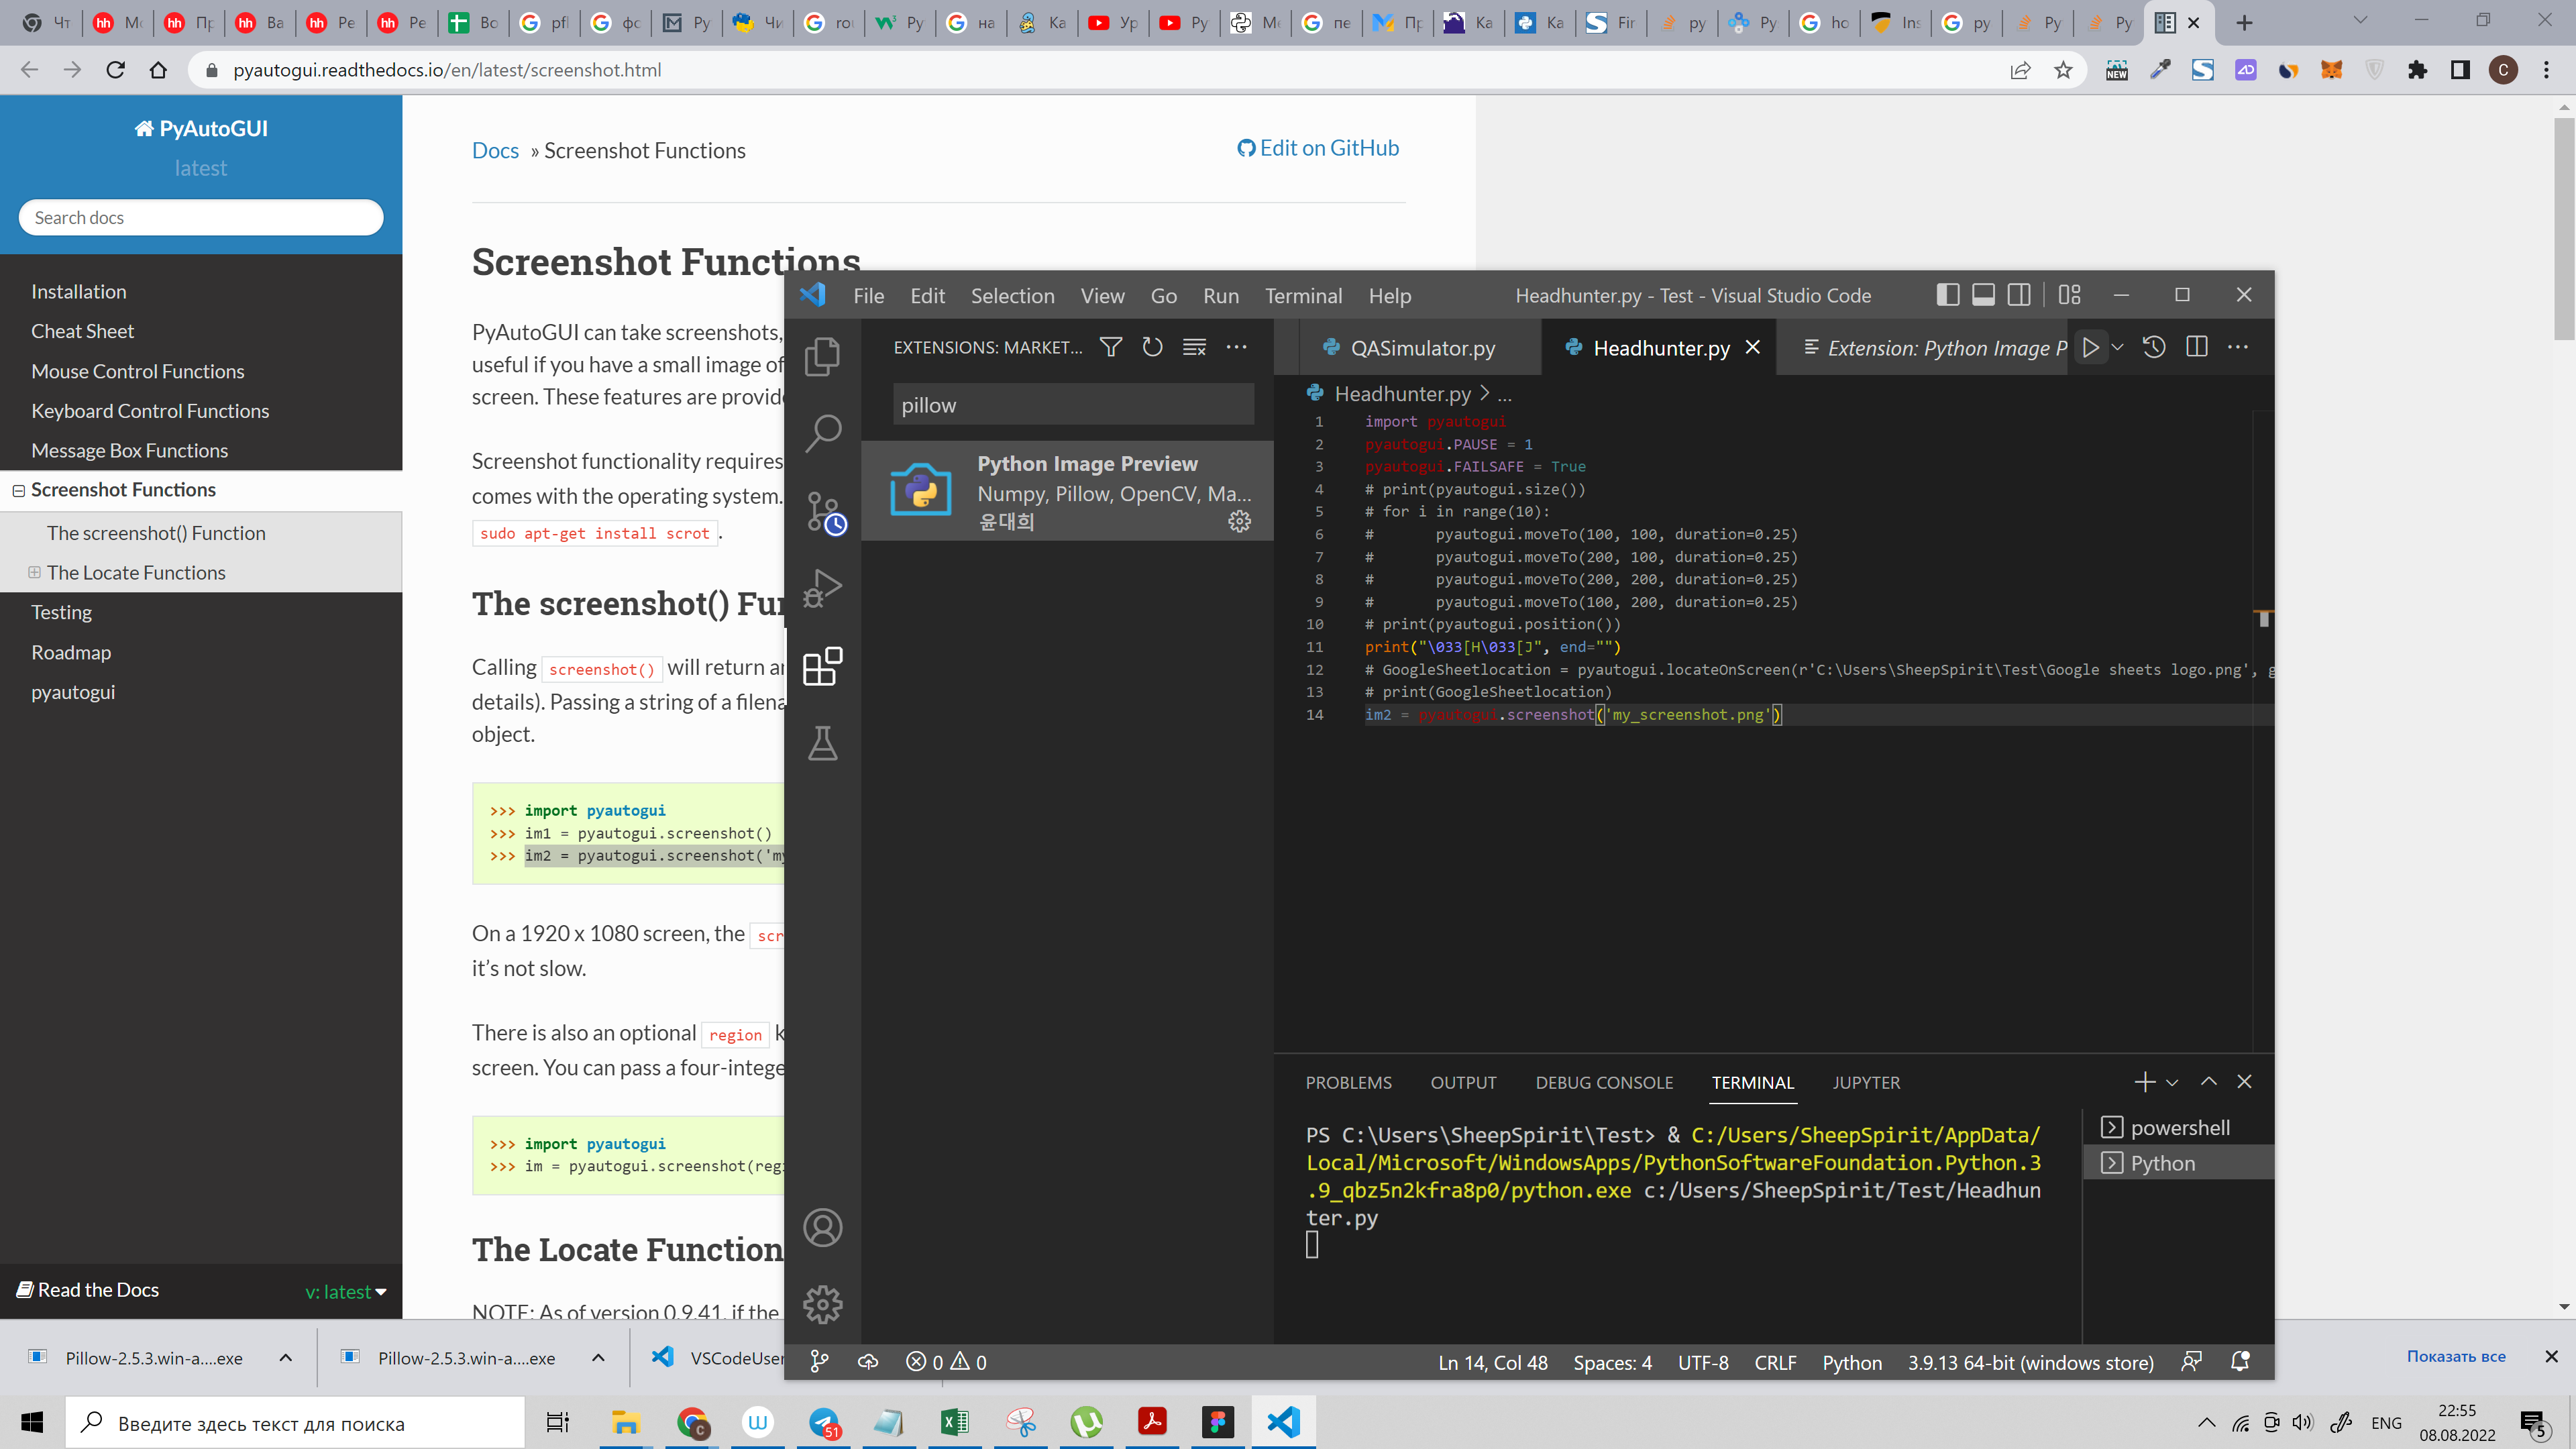 Чт
Мо
Пр
Ва
Ре
Ре
Во
pfl
фо
Ру
Чи
rou
Py
на
Ка
Ур
Py
Me
пе
Пр
Ка
Ка
Fir
py
Py
ho
Ins
py
Py
Py
pyautogui.readthedocs.io/en/latest/screenshot.html
NEW
C
PyAutoGUI
latest
Search docs
Installation
Cheat Sheet
Mouse Control Functions
Keyboard Control Functions
Message Box Functions
Screenshot Functions
The screenshot() Function
The Locate Functions
Testing
Roadmap
pyautogui
Read the Docs
v: latest
Docs » Screenshot Functions
Edit on GitHub
Screenshot Functions
PyAutoGUI can take screenshots,
useful if you have a small image of
screen. These features are provide
Screenshot functionality requires
comes with the operating system.
sudo apt-get install scrot.
The screenshot() Fun
Calling screenshot() will return an
details). Passing a string of a filena
object.
>>> import pyautogui
>>> im1 = pyautogui.screenshot()
>>> im2 = pyautogui.screenshot('my
On a 1920 x 1080 screen, the scr
it's not slow.
There is also an optional region k
screen. You can pass a four-intege
>>> import pyautogui
>>> im = pyautogui.screenshot(regi
The Locate Function
NOTE: As of version 0.9.41, if the
File Edit Selection View Go Run Terminal Help
Headhunter.py - Test - Visual Studio Code
EXTENSIONS: MARKET...
pillow
Python Image Preview
Numpy, Pillow, OpenCV, Ma...
윤대희
QASimulator.py
Headhunter.py
Extension: Python Image P
Headhunter.py > ...
1 import pyautogui
2 pyautogui.PAUSE = 1
3 pyautogui.FAILSAFE = True
4 # print(pyautogui.size())
5 # for i in range(10):
6 # pyautogui.moveTo(100, 100, duration=0.25)
7 # pyautogui.moveTo(200, 100, duration=0.25)
8 # pyautogui.moveTo(200, 200, duration=0.25)
9 # pyautogui.moveTo(100, 200, duration=0.25)
10 # print(pyautogui.position())
11 print("\033[H\033[J", end="")
12 # GoogleSheetlocation = pyautogui.locateOnScreen(r'C:\Users\SheepSpirit\Test\Google sheets logo.png', g
13 # print(GoogleSheetlocation)
14 im2 = pyautogui.screenshot('my_screenshot.png')
PROBLEMS OUTPUT DEBUG CONSOLE TERMINAL JUPYTER
PS C:\Users\SheepSpirit\Test> & C:/Users/SheepSpirit/AppData/
Local/Microsoft/WindowsApps/PythonSoftwareFoundation.Python.3
.9_qbz5n2kfra8p0/python.exe c:/Users/SheepSpirit/Test/Headhun
ter.py
powershell
Python
0 0
Ln 14, Col 48 Spaces: 4 UTF-8 CRLF Python 3.9.13 64-bit (windows store)
Pillow-2.5.3.win-a....exe
Pillow-2.5.3.win-a....exe
VSCodeUser
Показать все
Введите здесь текст для поиска
51
ENG
22:55
08.08.2022
5